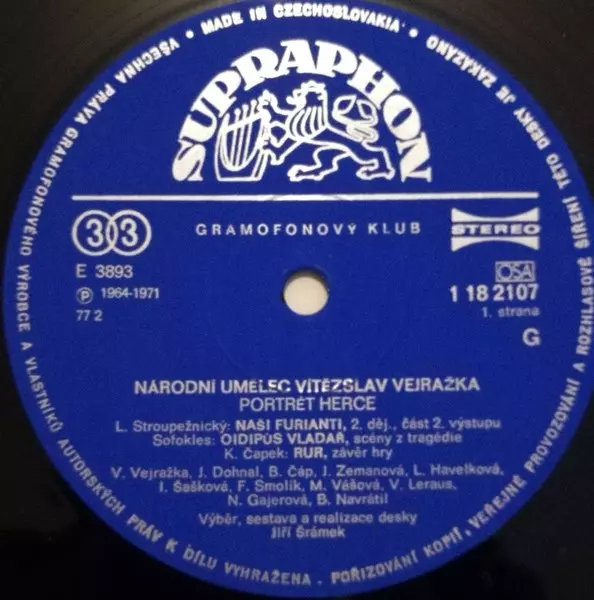 VŠECHNA PRÁVA GRAMOFONOVÉHO VÝROBCE A VLASTNÍKŮ AUTORSKÝCH PRÁV K DÍLU VYHRAŽENA · POŘIZOVÁNÍ KOPIÍ, VEŘEJNÉ PROVOZOVÁNÍ A ROZHLASOVÉ ŠÍŘENÍ TÉTO DESKY JE ZAKÁZÁNO · MADE IN CZECHOSLOVAKIA ·
SUPRAPHON
33
GRAMOFONOVÝ KLUB
STEREO
E 3893
OSA
Ⓟ 1964-1971
1 18 2107
77 2
1. strana
G
NÁRODNÍ UMĚLEC VÍTĚZSLAV VEJRAŽKA
PORTRÉT HERCE
L. Stroupežnický: NAŠI FURIANTI, 2. děj., část 2. výstupu
Sofokles: OIDIPÚS VLADAŘ, scény z tragédie
K. Čapek: RUR, závěr hry
V. Vejražka, J. Dohnal, B. Čáp, J. Zemanová, L. Havelková,
I. Šašková, F. Smolík, M. Vášová, V. Leraus,
N. Gajerová, B. Navrátil
Výběr, sestava a realizace desky
Jiří Šrámek